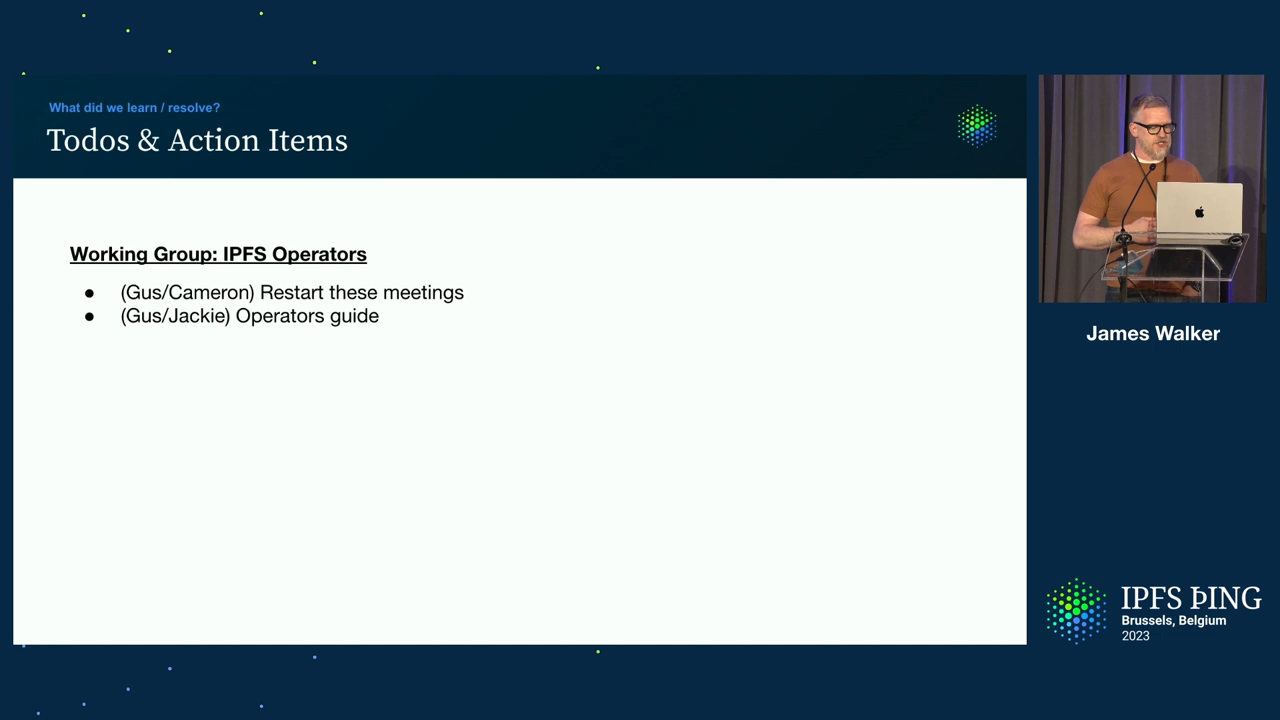 What did we learn / resolve?
Todos & Action Items
Working Group: IPFS Operators
● (Gus/Cameron) Restart these meetings
● (Gus/Jackie) Operators guide
James Walker
IPFS ÞING
Brussels, Belgium
2023